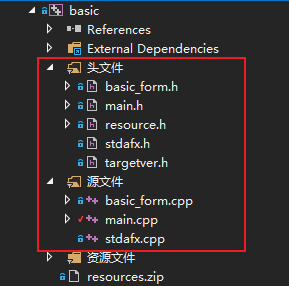 basic
References
External Dependencies
头文件
basic_form.h
main.h
resource.h
stdafx.h
targetver.h
源文件
basic_form.cpp
main.cpp
stdafx.cpp
资源文件
resources.zip